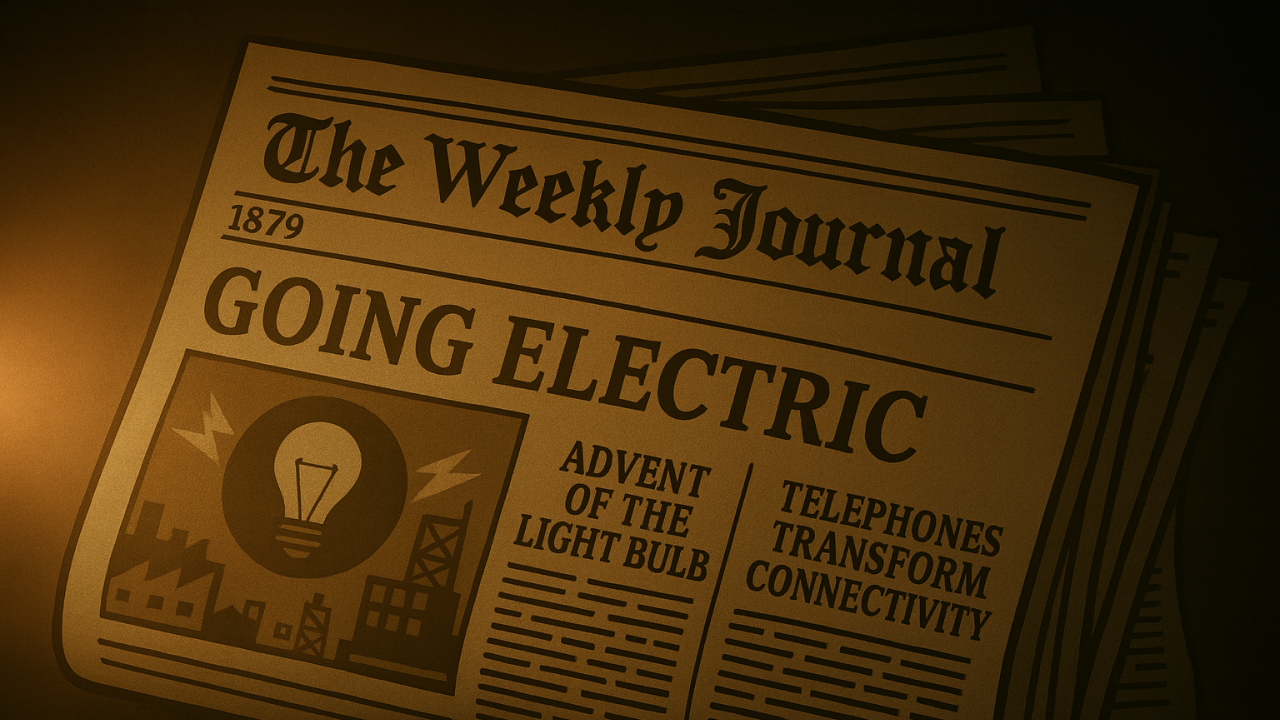 The Weekly Journal
1879
GOING ELECTRIC
ADVENT
OF THE
LIGHT BULB
TELEPHONES
TRANSFORM
CONNECTIVITY